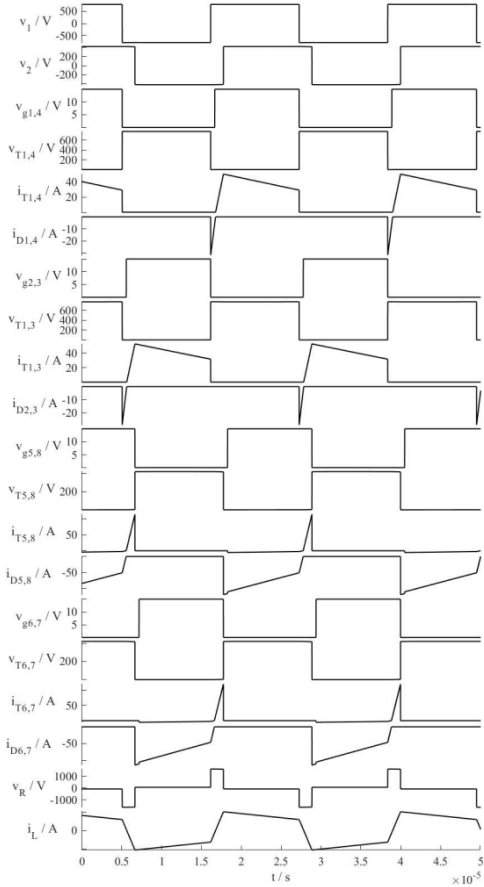 v1 / V
500
0
-500
v2 / V
200
0
-200
vg1,4 / V
10
5
vT1,4 / V
600
400
200
iT1,4 / A
40
20
iD1,4 / A
-10
-20
vg2,3 / V
10
5
vT1,3 / V
600
400
200
iT1,3 / A
40
20
iD2,3 / A
-10
-20
vg5,8 / V
10
5
vT5,8 / V
200
iT5,8 / A
50
iD5,8 / A
-50
vg6,7 / V
10
5
vT6,7 / V
200
iT6,7 / A
50
iD6,7 / A
-50
vR / V
1000
0
-1000
iL / A
0
0 0.5 1 1.5 2 2.5 3 3.5 4 4.5 5
t / s
×10-5